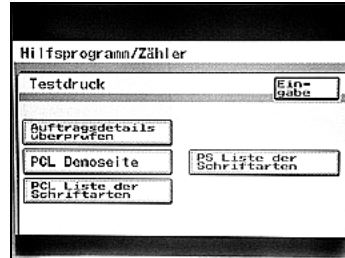 Hilfsprogramm/Zähler
Testdruck
Ein-
gabe
Auftragsdetails
überprüfen
PCL Demoseite
PS Liste der
Schriftarten
PCL Liste der
Schriftarten